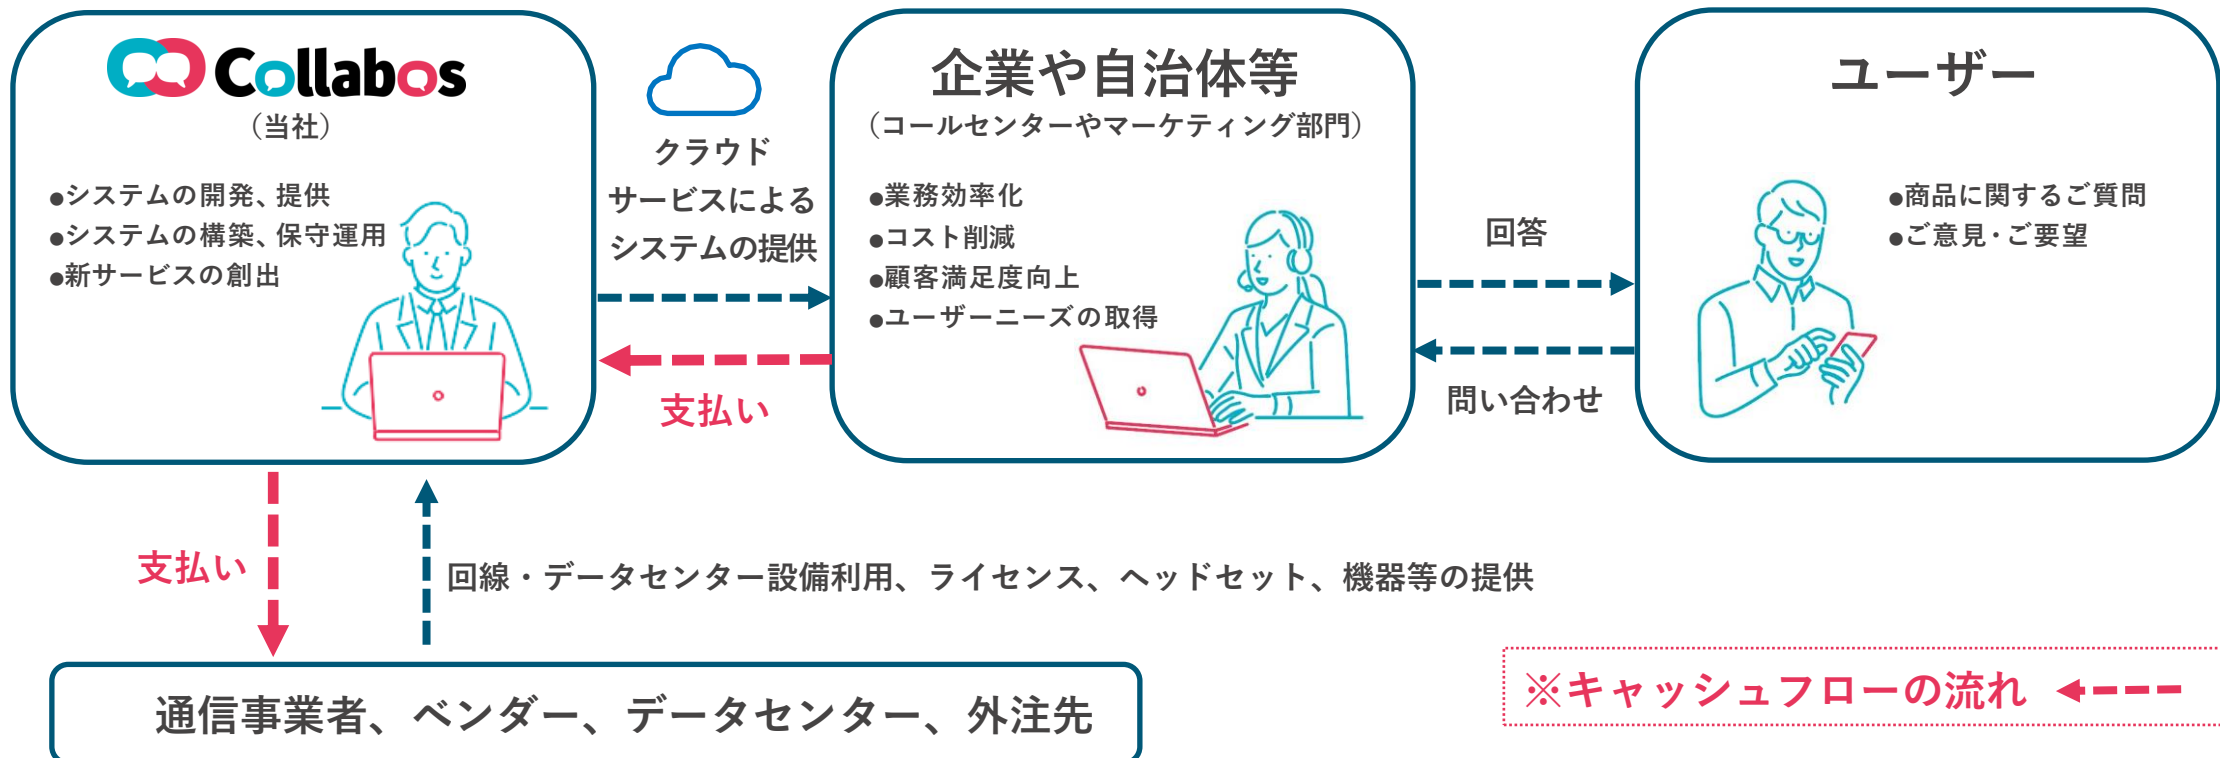 Collabos
（当社）
●システムの開発、提供
●システムの構築、保守運用
●新サービスの創出
クラウド
サービスによる
システムの提供
支払い
企業や自治体等
（コールセンターやマーケティング部門）
●業務効率化
●コスト削減
●顧客満足度向上
●ユーザーニーズの取得
回答
問い合わせ
ユーザー
●商品に関するご質問
●ご意見・ご要望
支払い
回線・データセンター設備利用、ライセンス、ヘッドセット、機器等の提供
通信事業者、ベンダー、データセンター、外注先
※キャッシュフローの流れ